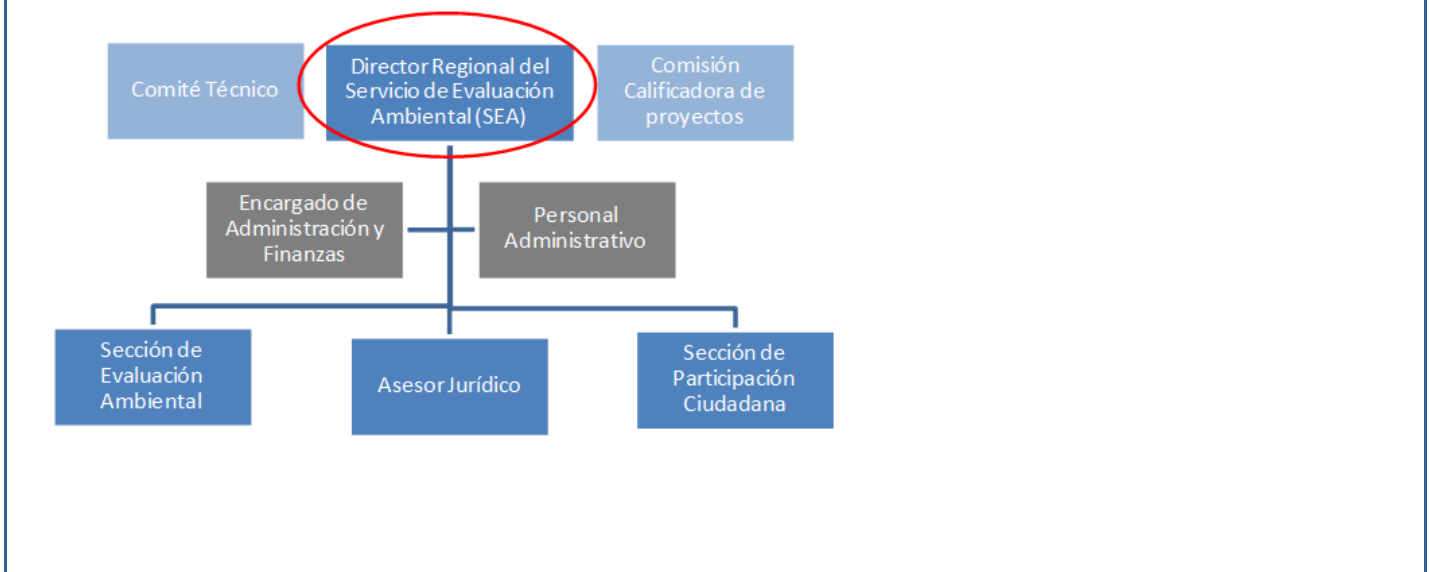 Comité Técnico
Director Regional del
Servicio de Evaluación
Ambiental (SEA)
Comisión
Calificadora de
proyectos
Encargado de
Administración y
Finanzas
Personal
Administrativo
Sección de
Evaluación
Ambiental
Asesor Jurídico
Sección de
Participación
Ciudadana